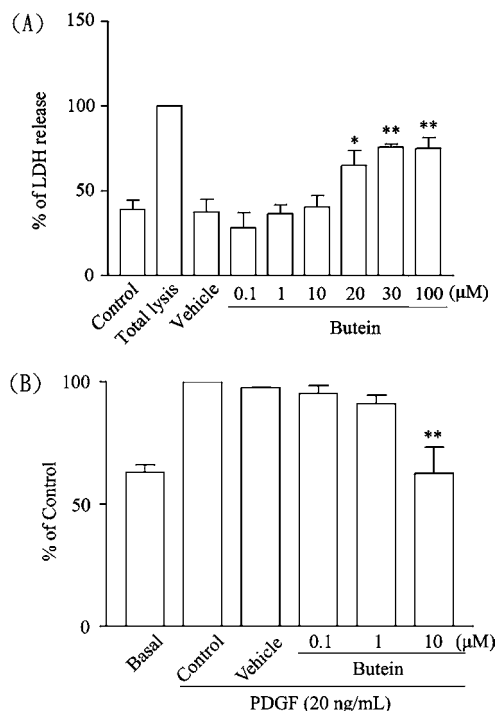 (A)
150
100
50
0
% of LDH release
*
**
**
Control
Total lysis
Vehicle
0.1 1 10 20 30 100 (μM)
Butein
(B)
100
50
0
% of Control
**
Basal
Control
Vehicle
0.1 1 10 (μM)
Butein
PDGF (20 ng/mL)